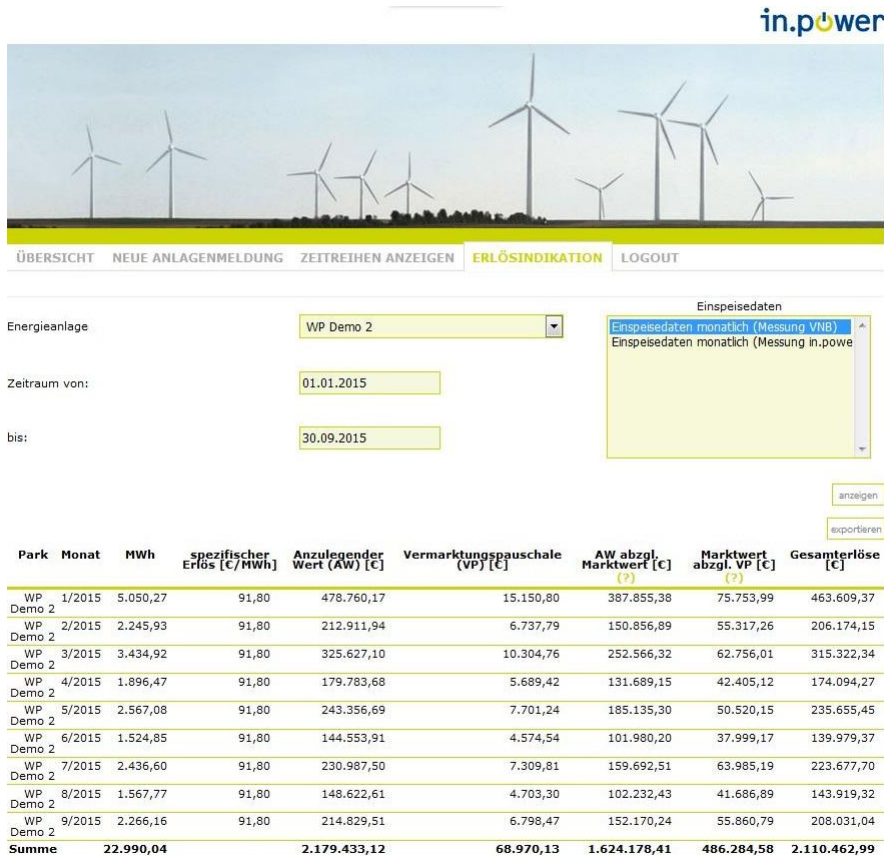 in.power
ÜBERSICHT NEUE ANLAGENMELDUNG ZEITREIHEN ANZEIGEN ERLÖSINDIKATION LOGOUT
Einspeisedaten
Energieanlage WP Demo 2 Einspeisedaten monatlich (Messung VNB)
Einspeisedaten monatlich (Messung in.powe
Zeitraum von: 01.01.2015
bis: 30.09.2015
anzeigen
exportieren
Park Monat MWh spezifischer Erlös [€/MWh] Anzulegender Wert (AW) [€] Vermarktungspauschale (VP) [€] AW abzgl. Marktwert [€] (?) Marktwert abzgl. VP [€] (?) Gesamterlöse [€]
WP Demo 2 1/2015 5.050,27 91,80 478.760,17 15.150,80 387.855,38 75.753,99 463.609,37
WP Demo 2 2/2015 2.245,93 91,80 212.911,94 6.737,79 150.856,89 55.317,26 206.174,15
WP Demo 2 3/2015 3.434,92 91,80 325.627,10 10.304,76 252.566,32 62.756,01 315.322,34
WP Demo 2 4/2015 1.896,47 91,80 179.783,68 5.689,42 131.689,15 42.405,12 174.094,27
WP Demo 2 5/2015 2.567,08 91,80 243.356,69 7.701,24 185.135,30 50.520,15 235.655,45
WP Demo 2 6/2015 1.524,85 91,80 144.553,91 4.574,54 101.980,20 37.999,17 139.979,37
WP Demo 2 7/2015 2.436,60 91,80 230.987,50 7.309,81 159.692,51 63.985,19 223.677,70
WP Demo 2 8/2015 1.567,77 91,80 148.622,61 4.703,30 102.232,43 41.686,89 143.919,32
WP Demo 2 9/2015 2.266,16 91,80 214.829,51 6.798,47 152.170,24 55.860,79 208.031,04
Summe 22.990,04 2.179.433,12 68.970,13 1.624.178,41 486.284,58 2.110.462,99